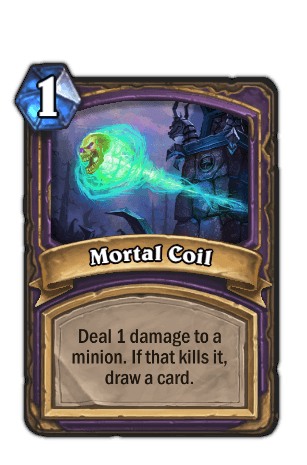 1
Mortal Coil
Deal 1 damage to a
minion. If that kills it,
draw a card.